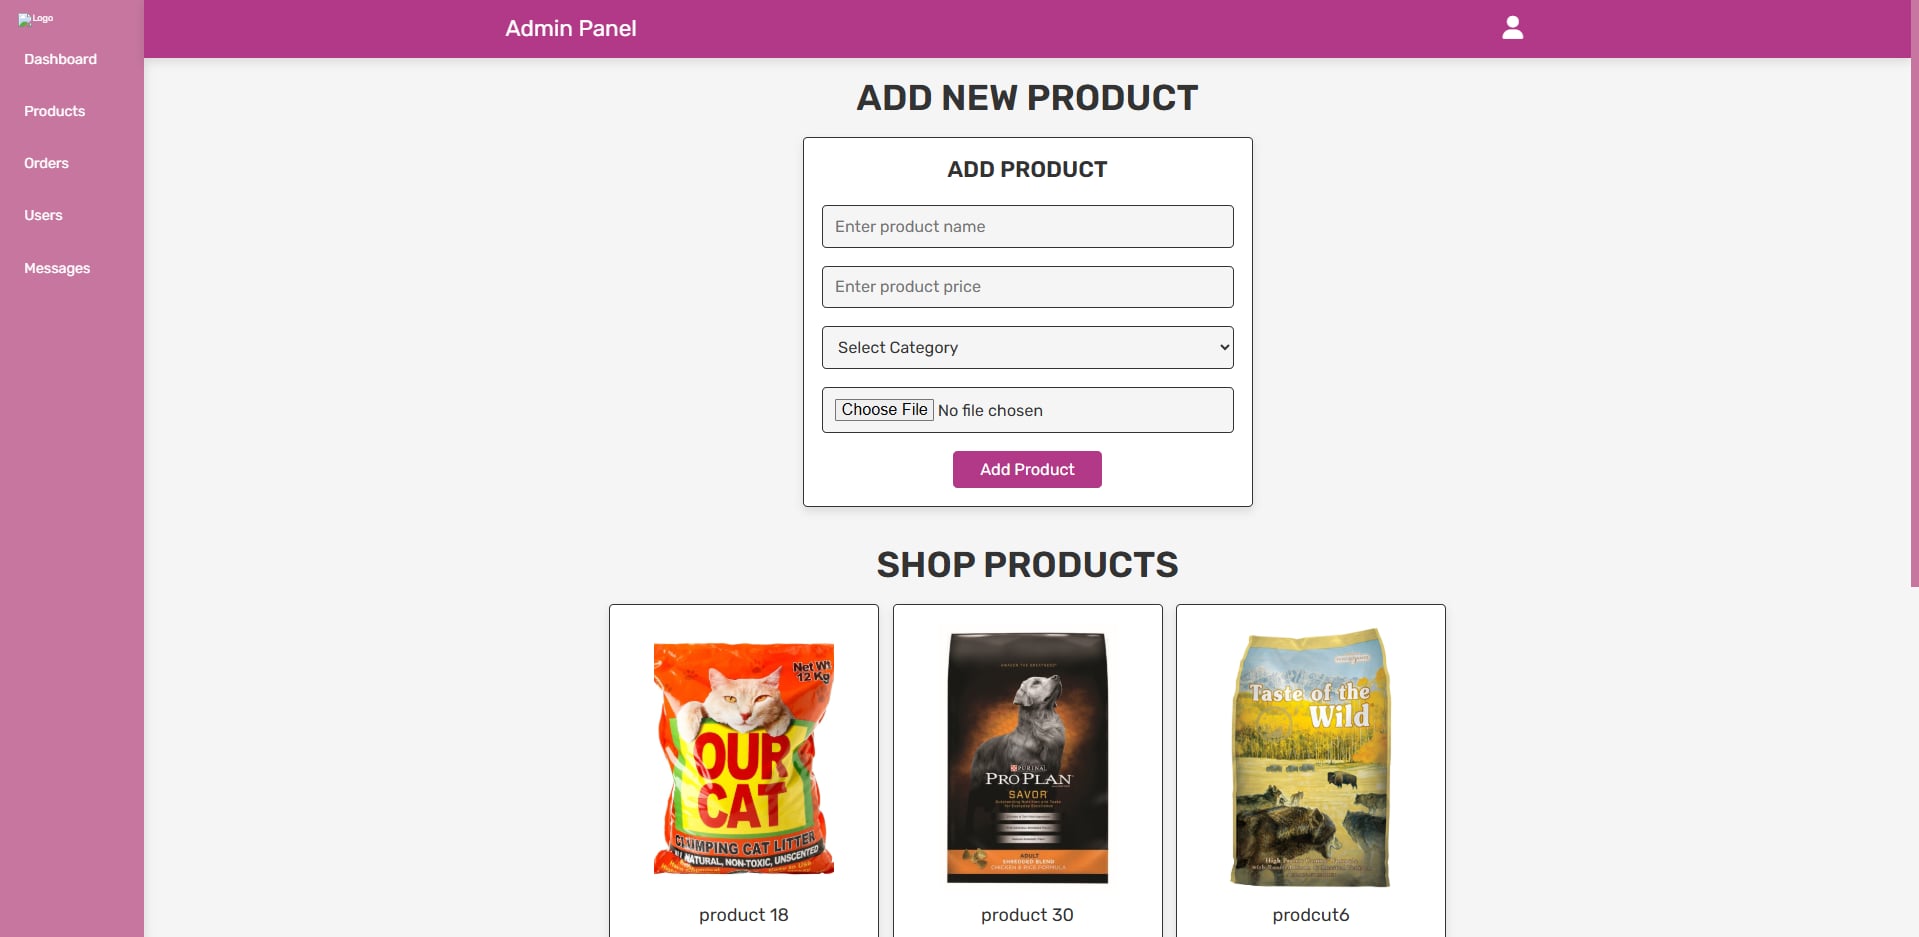 Logo
Dashboard
Products
Orders
Users
Messages
Admin Panel
ADD NEW PRODUCT
ADD PRODUCT
Enter product name
Enter product price
Select Category
Choose File No file chosen
Add Product
SHOP PRODUCTS
Net Wt
12 Kg
OUR
CAT
CLUMPING CAT LITTER
NATURAL, NON-TOXIC, UNSCENTED
product 18
PURINA
PRO PLAN
SAVOR
ADULT
SHREDDED BLEND
CHICKEN & RICE FORMULA
product 30
Taste of the
Wild
prodcut6